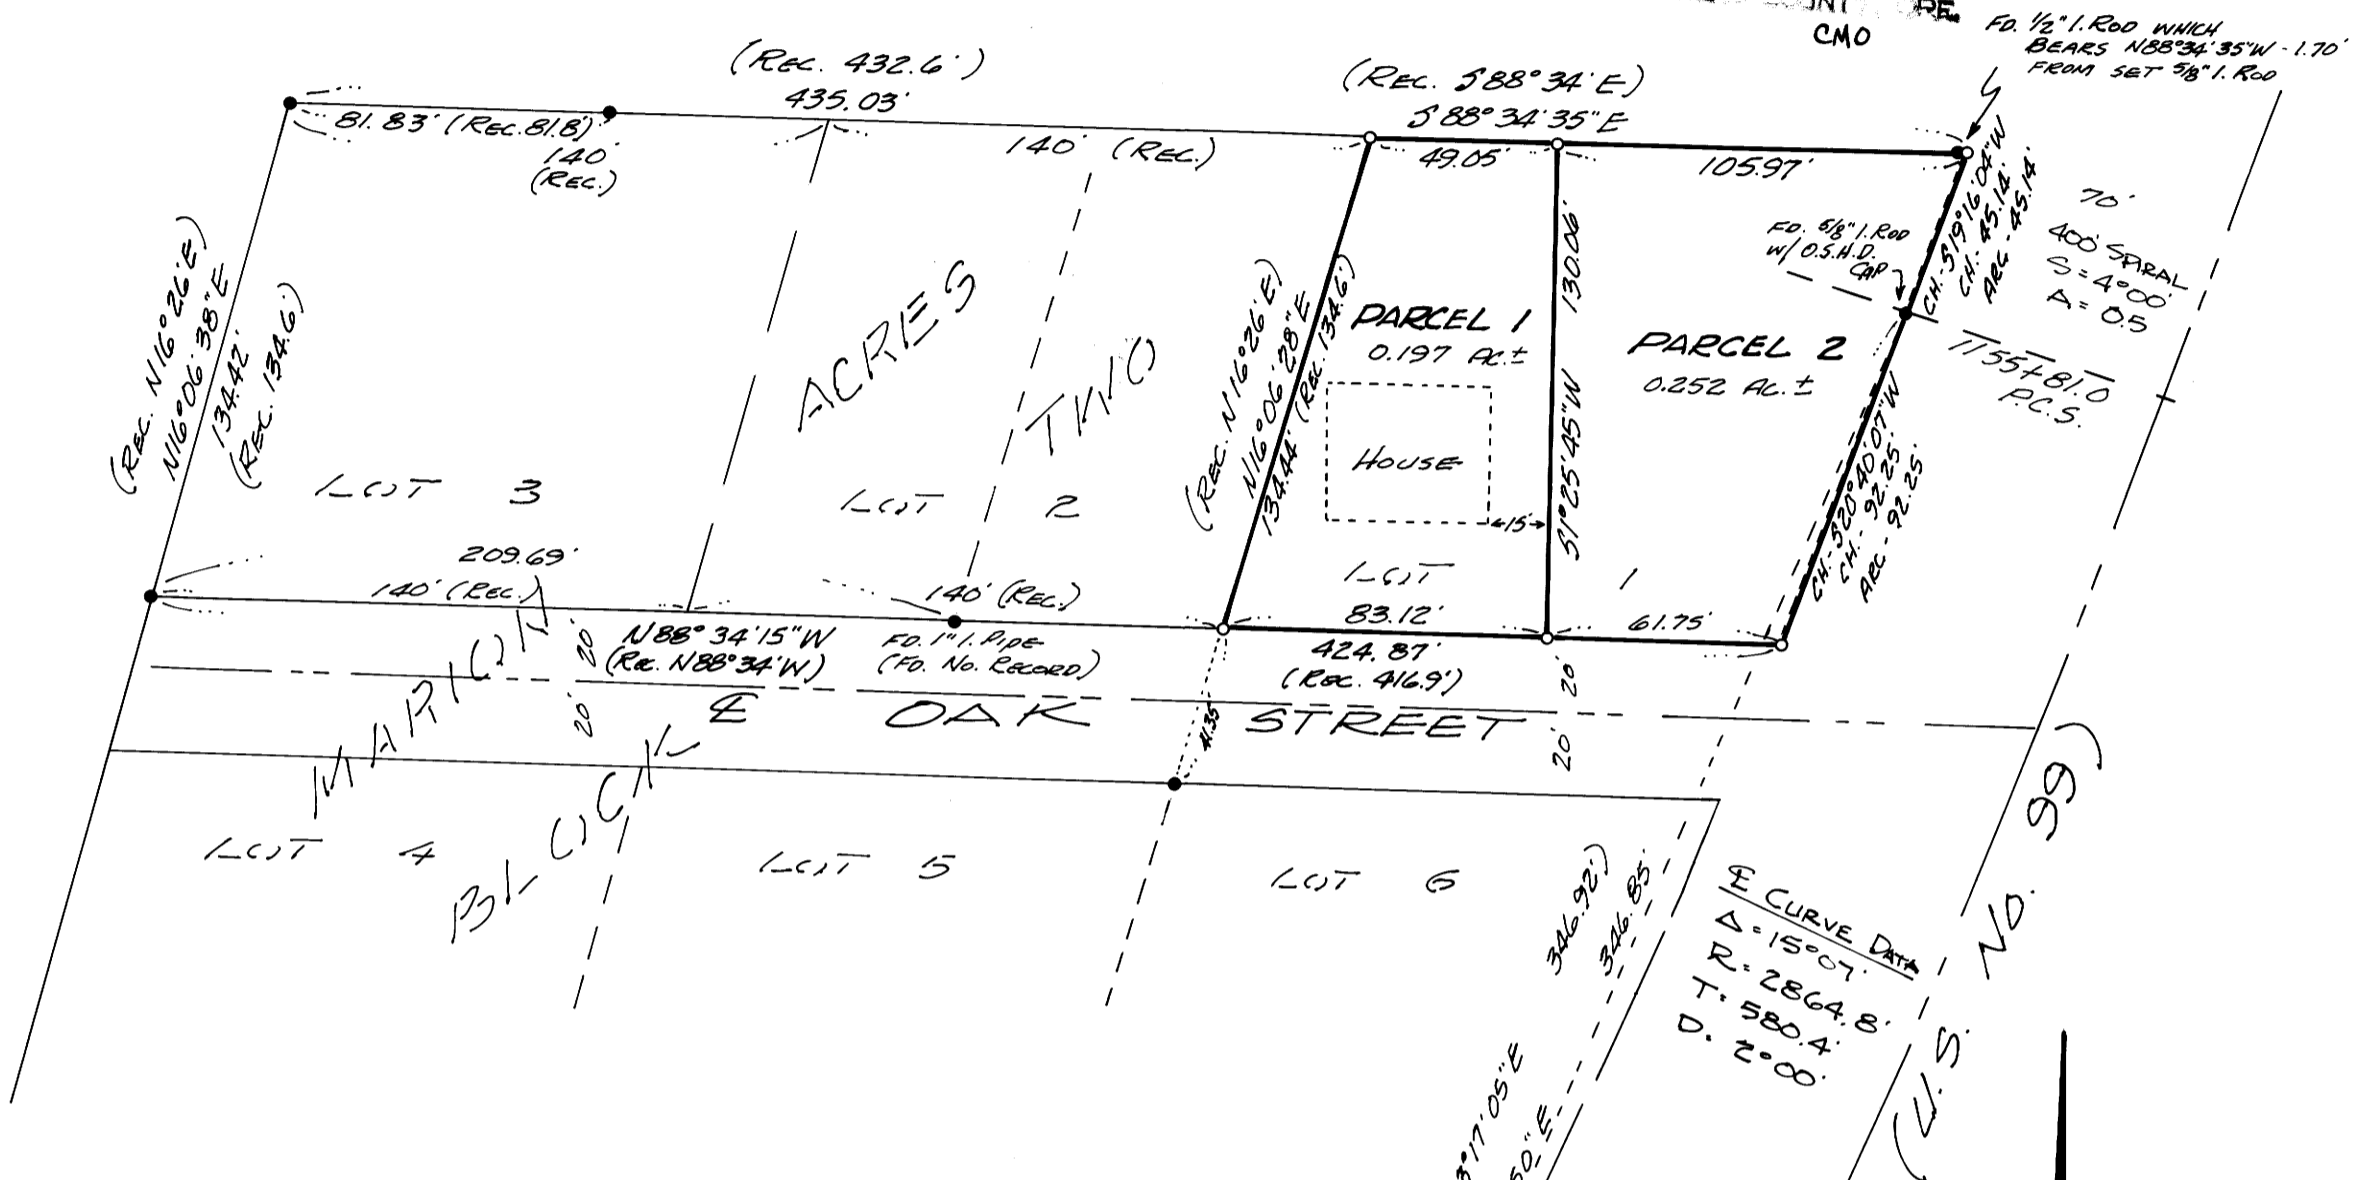 CMO
FD. 1/2" I. ROD WHICH
BEARS N88°34'35"W - 1.70'
FROM SET 5/8" I. ROD
(REC. 432.6')
435.03'
(REC. S88°34'E)
S88°34'35"E
81.83' (REC. 81.8')
140'
(REC.)
140' (REC.)
49.05'
105.97'
CH.- S19°16'04"W
CH.- 45.14'
ARC - 45.14'
70'
400' SPIRAL
S = 4°00'
A = 0.5
FD. 5/8" I. ROD
W/ O.S.H.D.
CAP
π 55+81.0
P.C.S.
(REC. N16°26'E)
N16°06'38"E
134.42'
(REC. 134.6')
ACRES
TWO
(REC. N16°26'E)
N16°06'28"E
134.44' (REC. 134.6')
PARCEL 1
0.197 AC.±
HOUSE
15'
130.06'
S1°25'45"W
PARCEL 2
0.252 AC.±
CH.- S20°40'07"W
CH.- 92.25'
ARC - 92.25'
LOT 3
LOT 2
LOT 1
209.69'
140' (REC.)
140' (REC.)
83.12'
61.75'
N88°34'15"W
(REC. N88°34'W)
FD. 1" I. PIPE
(FD. NO. RECORD)
424.87'
(REC. 416.9')
20'
20'
20'
20'
41.35'
℄ OAK STREET
MARION
BLOCK
LOT 4
LOT 5
LOT 6
346.92')
346.85'
3°17'05"E
50"E
℄ CURVE DATA
Δ = 15°07'
R = 2864.8'
T = 580.4'
D = 2°00'
(U.S. NO. 99)